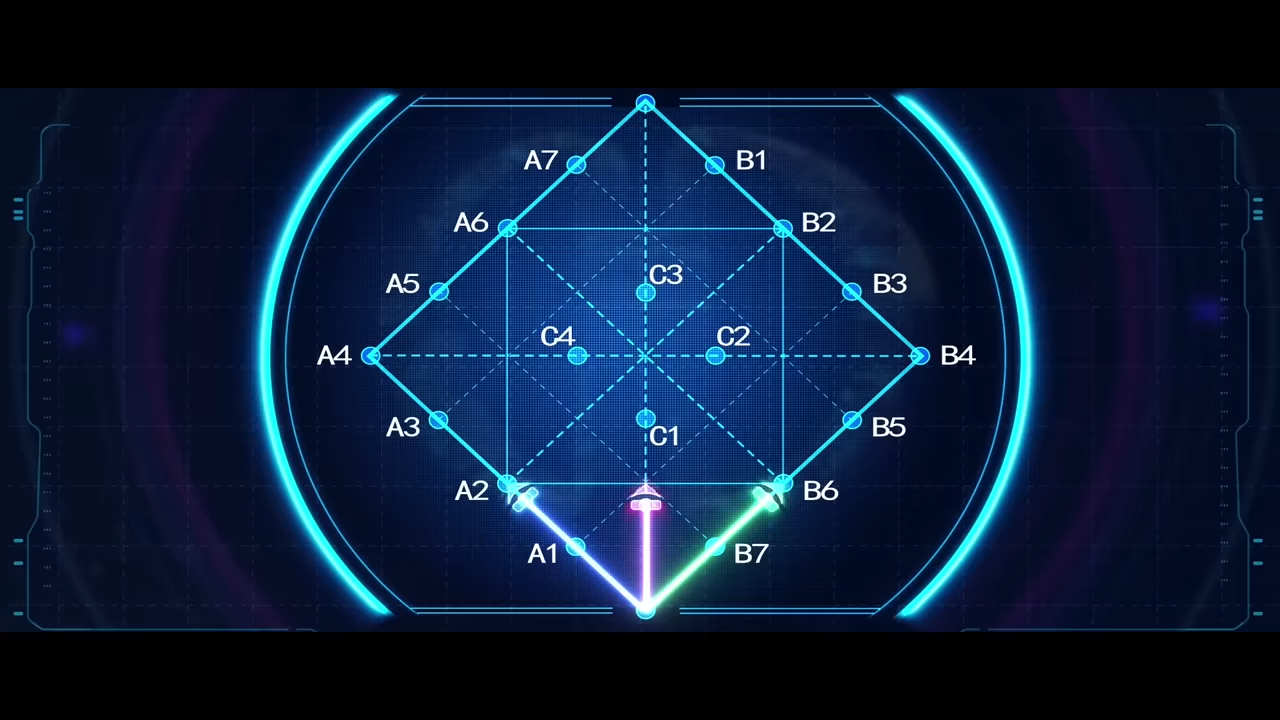 A7 B1
A6 B2
C3
A5 B3
C4 C2
A4 B4
A3 C1 B5
A2 B6
A1 B7